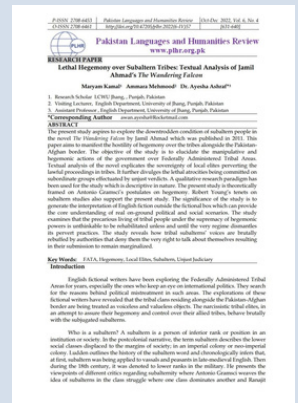 P-ISSN 2708-6453 Pakistan Languages and Humanities Review Oct-Dec 2022, Vol. 6, No. 4
O-ISSN 2708-6461
Pakistan Languages and Humanities Review
www.plhr.org.pk
PLHR
RESEARCH PAPER
Lethal Hegemony over Subaltern Tribes: Textual Analysis of Jamil
Ahmad's The Wandering Falcon
Maryam Kamal¹ Ammara Mehmood² Dr. Ayesha Ashraf*³
1. Research Scholar LCWU Jhang, Punjab, Pakistan
2. Visiting Lecturer, English Department, University of Jhang, Punjab, Pakistan
3. Assistant Professor, English Department, University of Jhang, Punjab, Pakistan
*Corresponding Author
ABSTRACT
The present study aspires to explore the downtrodden condition of subaltern people in
the novel The Wandering Falcon by Jamil Ahmad which was published in 2011. This
paper aims to manifest the hostility of hegemony over the tribesmen at the Pakistani-
Afghan border. The objective of the study is to elucidate the manipulative and
hegemonic actions of the government over Federally Administered Tribal Areas.
Textual analysis of the novel explicates the sovereignty of local elites perverting the
lawful proceedings in tribes. It further divulges the lethal atrocities being committed on
subordinate groups effectuated by unjust verdicts. A qualitative research paradigm has
been used for the study which is descriptive in nature. The present study is theoretically
framed on Antonio Gramsci's postulates on hegemony. Robert Young's tenets on
subaltern studies also support the present study. The significance of the study is to
generate the interpretation of English fiction outside the fictional box which can provide
the core understanding of real on-ground political and social scenarios. The study
examines that the precarious living of tribal people under the supremacy of hegemonic
powers is unthinkable to be rehabilitated unless and until the very regime dismantles
its pervert practices. The study reveals how tribal subalterns' voices are brutally
rebuffed by authorities that deny them the very right to talk about themselves resulting
in their submission to remain marginalized.
Key Words: FATA, Hegemony, Local Elites, Subaltern, Unjust Judiciary
Introduction
English fictional writers have been exploring the Federally Administered Tribal
Areas for years, especially the ones who keep an eye on international politics. They search
for the reasons behind political mistreatment in such areas. The explorations of these
fictional writers have revealed that the tribal class residing alongside the Pakistan-Afghan
border are being treated as voiceless and valueless objects. The narcissistic tribal elites, in
an attempt to assure their hegemony and control over their allied tribes, behave brutally
with the subjugated subalterns.
Who is a subaltern? A subaltern is a person of inferior rank or position in an
institution or society. In the postcolonial narrative, the term subaltern describes the lower
social classes displaced to the margins of society; in an imperial colony or neo-imperial
colony. Ludden outlines the history of the subaltern word and chronologically infers that,
at first, subaltern was being applied to vassals and peasants in late-medieval English. Then
during the 18th century, it was denoted to lower ranks in the military. He presents the
viewpoints of different critics regarding subalternity where Antonio Gramsci weaves the
idea of subalterns in the class struggle where one class dominates another and Ranajit